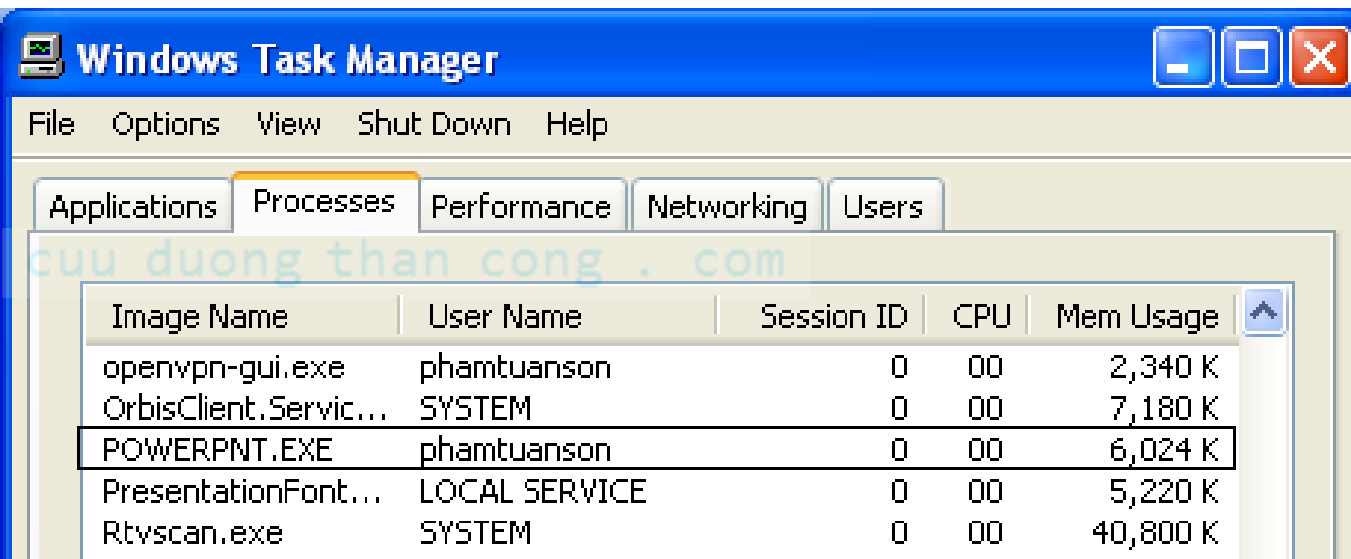 Windows Task Manager
File Options View Shut Down Help
Applications Processes Performance Networking Users
cuu duong than cong . com
Image Name User Name Session ID CPU Mem Usage
openvpn-gui.exe phamtuanson 0 00 2,340 K
OrbisClient.Servic... SYSTEM 0 00 7,180 K
POWERPNT.EXE phamtuanson 0 00 6,024 K
PresentationFont... LOCAL SERVICE 0 00 5,220 K
Rtvscan.exe SYSTEM 0 00 40,800 K